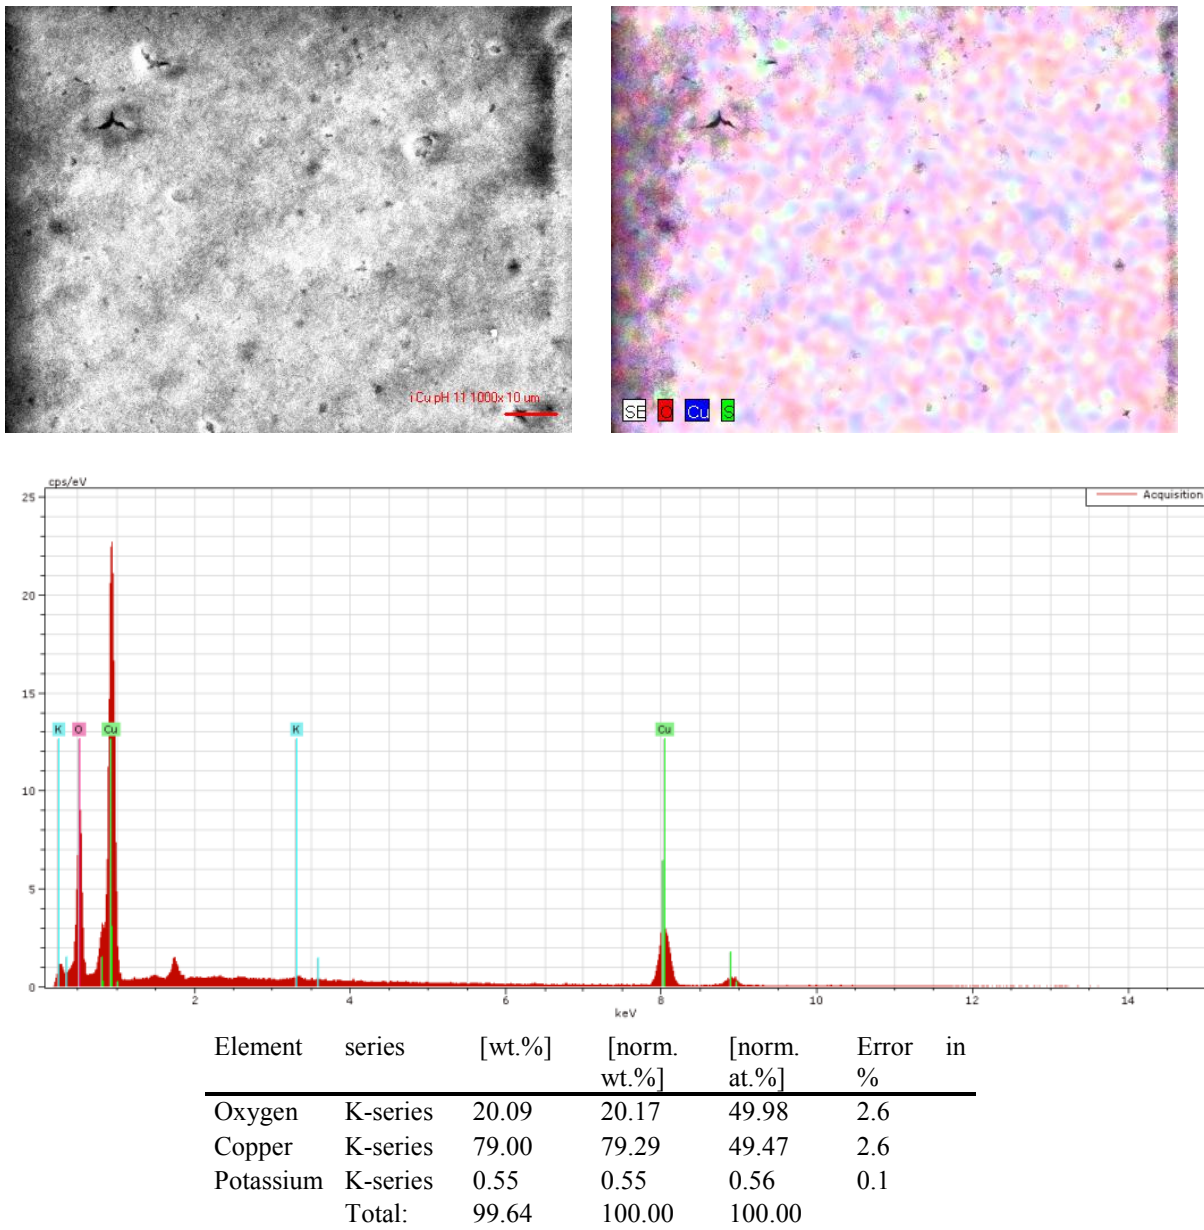 iCu pH 11 1000x 10 um
SE O Cu S
cps/eV
Acquisition
25
20
15
10
5
0
K O Cu K Cu
2 4 6 8 10 12 14
keV
Element series [wt.%] [norm. wt.%] [norm. at.%] Error in %
Oxygen K-series 20.09 20.17 49.98 2.6
Copper K-series 79.00 79.29 49.47 2.6
Potassium K-series 0.55 0.55 0.56 0.1
Total: 99.64 100.00 100.00